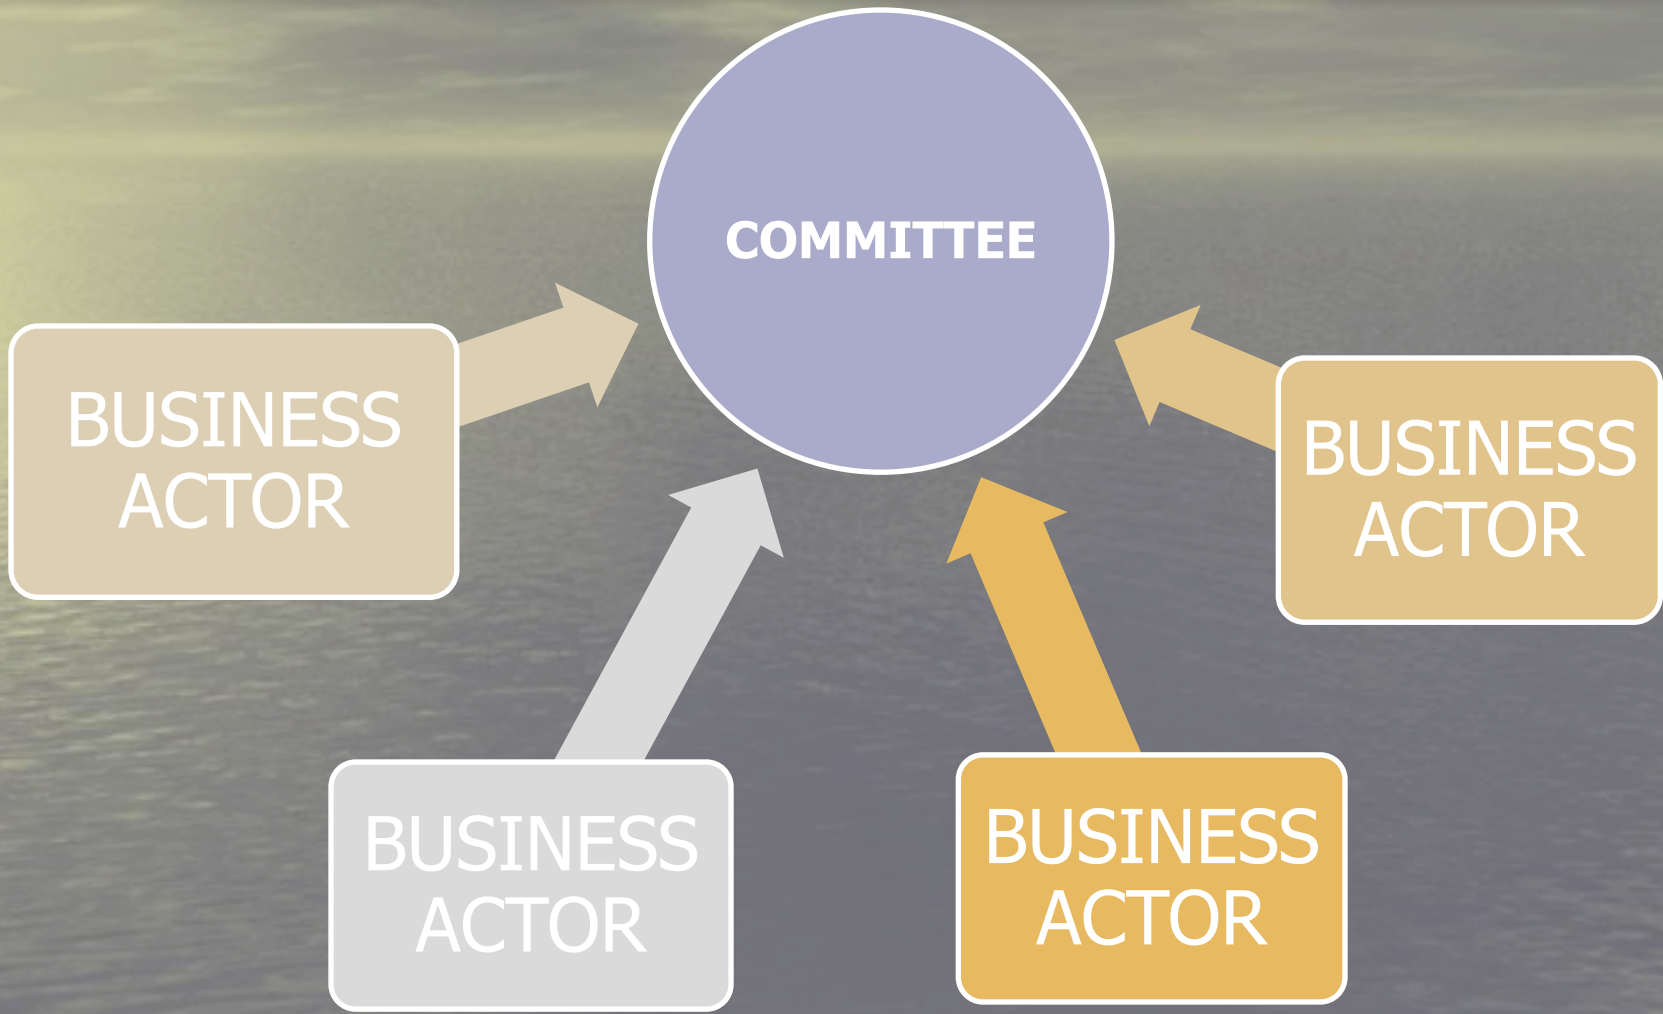 COMMITTEE
BUSINESS
ACTOR
BUSINESS
ACTOR
BUSINESS
ACTOR
BUSINESS
ACTOR